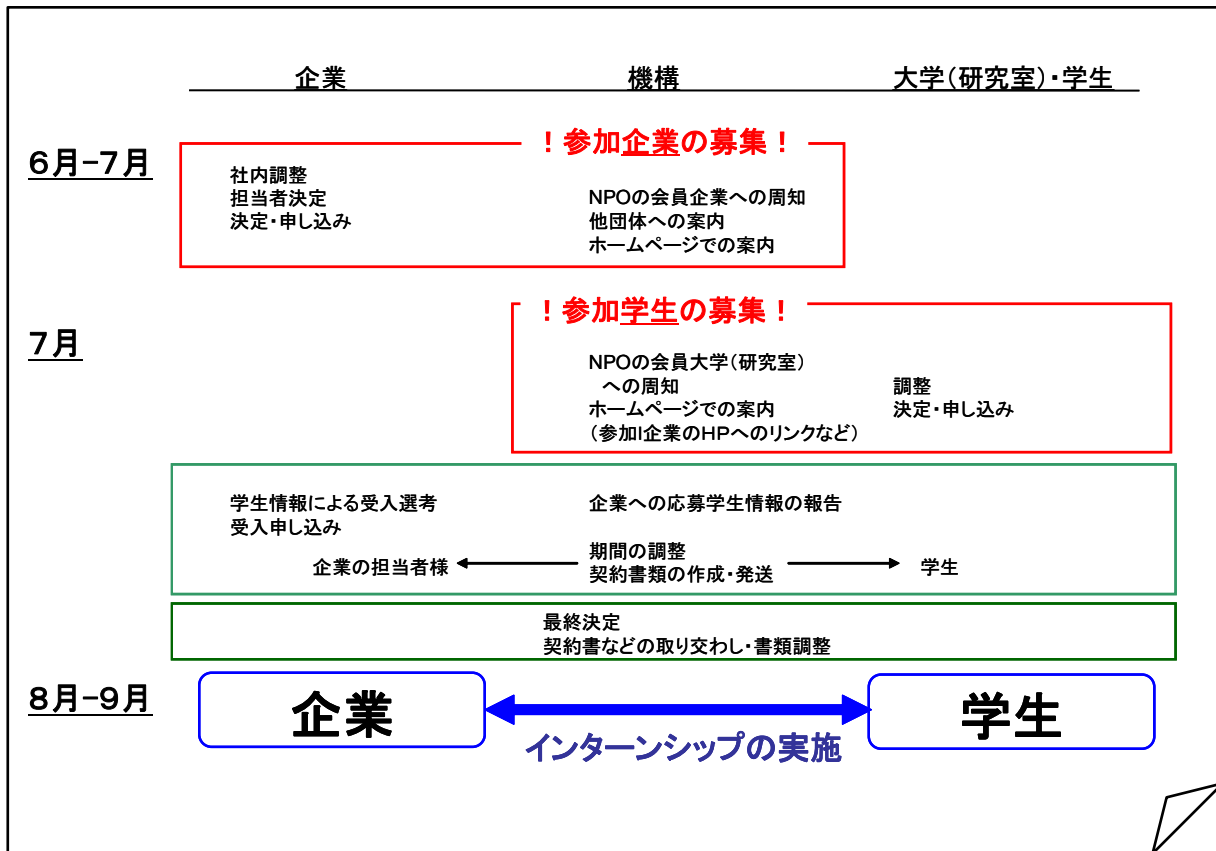 企業 機構 大学(研究室)・学生
6月-7月
！参加企業の募集！
社内調整
担当者決定
決定・申し込み
NPOの会員企業への周知
他団体への案内
ホームページでの案内
7月
！参加学生の募集！
NPOの会員大学(研究室)
への周知
ホームページでの案内
(参加l企業のHPへのリンクなど)
調整
決定・申し込み
学生情報による受入選考
受入申し込み
企業への応募学生情報の報告
企業の担当者様
期間の調整
契約書類の作成・発送
学生
最終決定
契約書などの取り交わし・書類調整
8月-9月
企業
学生
インターンシップの実施